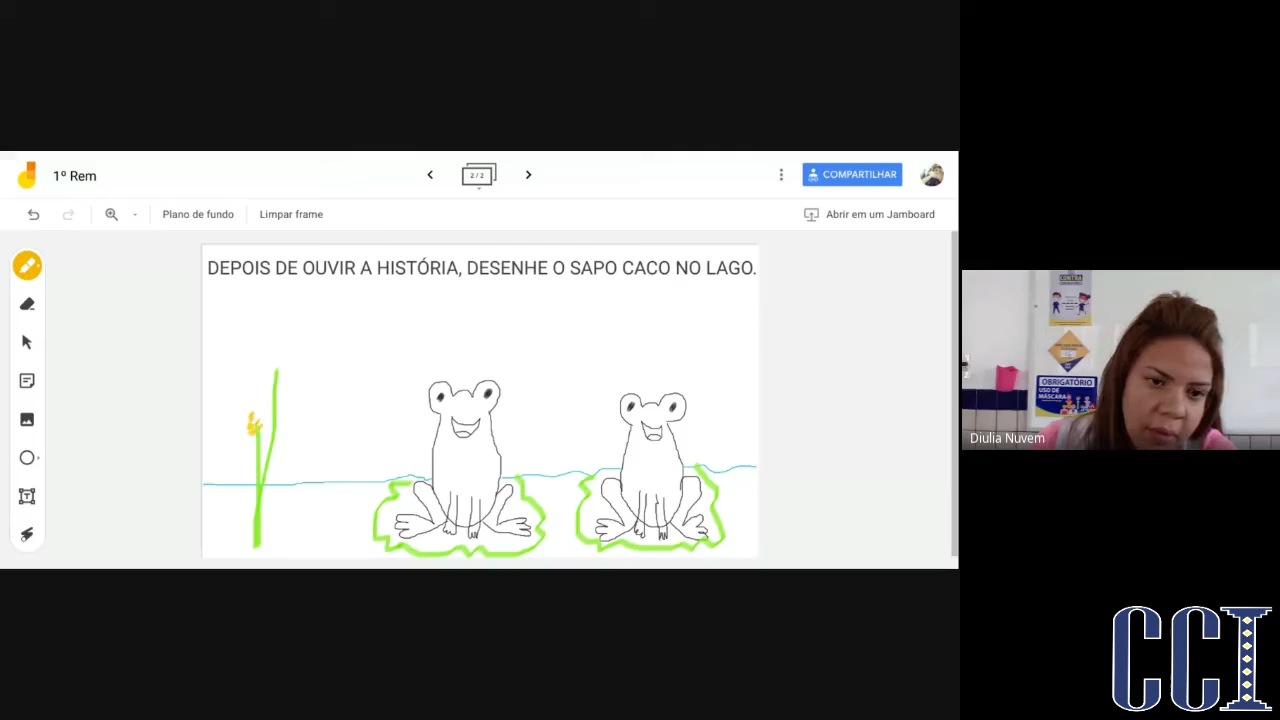 1º Rem
2 / 2
COMPARTILHAR
Plano de fundo
Limpar frame
Abrir em um Jamboard
DEPOIS DE OUVIR A HISTÓRIA, DESENHE O SAPO CACO NO LAGO.
CONTRA
OBRIGATÓRIO
USO DE
MÁSCARA
Diulia Nuvem
CCI